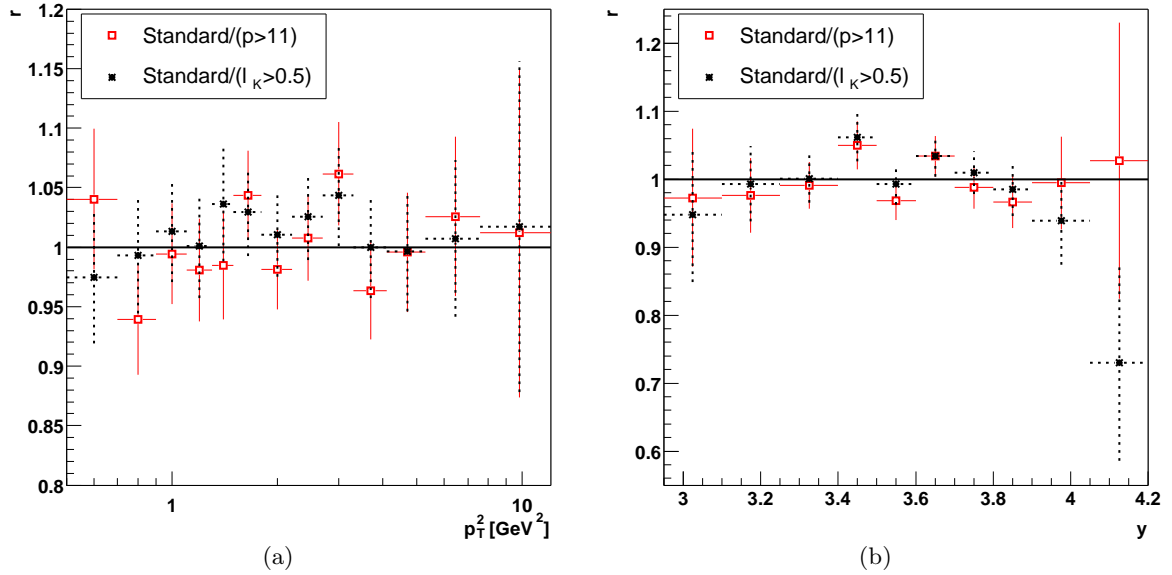 r
1.2
1.15
1.1
1.05
1
0.95
0.9
0.85
0.8
Standard/(p>11)
Standard/(l K>0.5)
1
10
p2T [GeV2]
(a)
r
1.2
1.1
1
0.9
0.8
0.7
0.6
Standard/(p>11)
Standard/(l K>0.5)
3 3.2 3.4 3.6 3.8 4 4.2
y
(b)